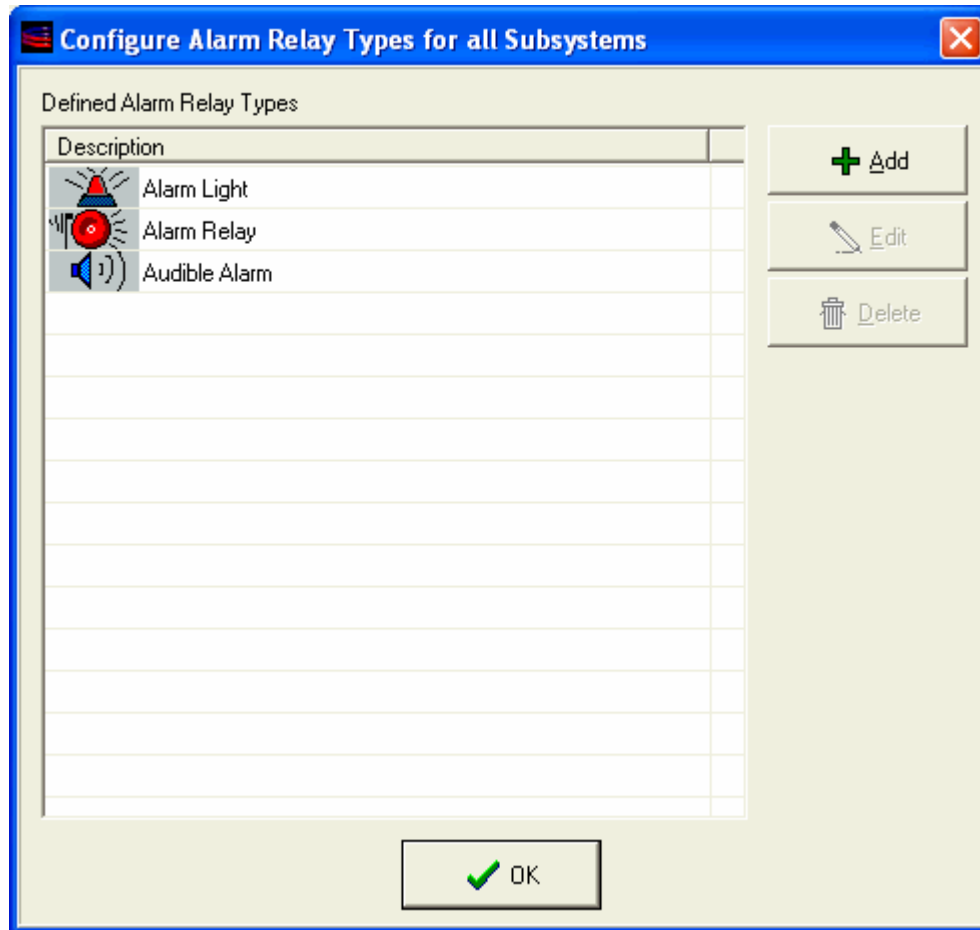 Configure Alarm Relay Types for all Subsystems
Defined Alarm Relay Types
Description
Alarm Light
Alarm Relay
Audible Alarm
Add
Edit
Delete
OK